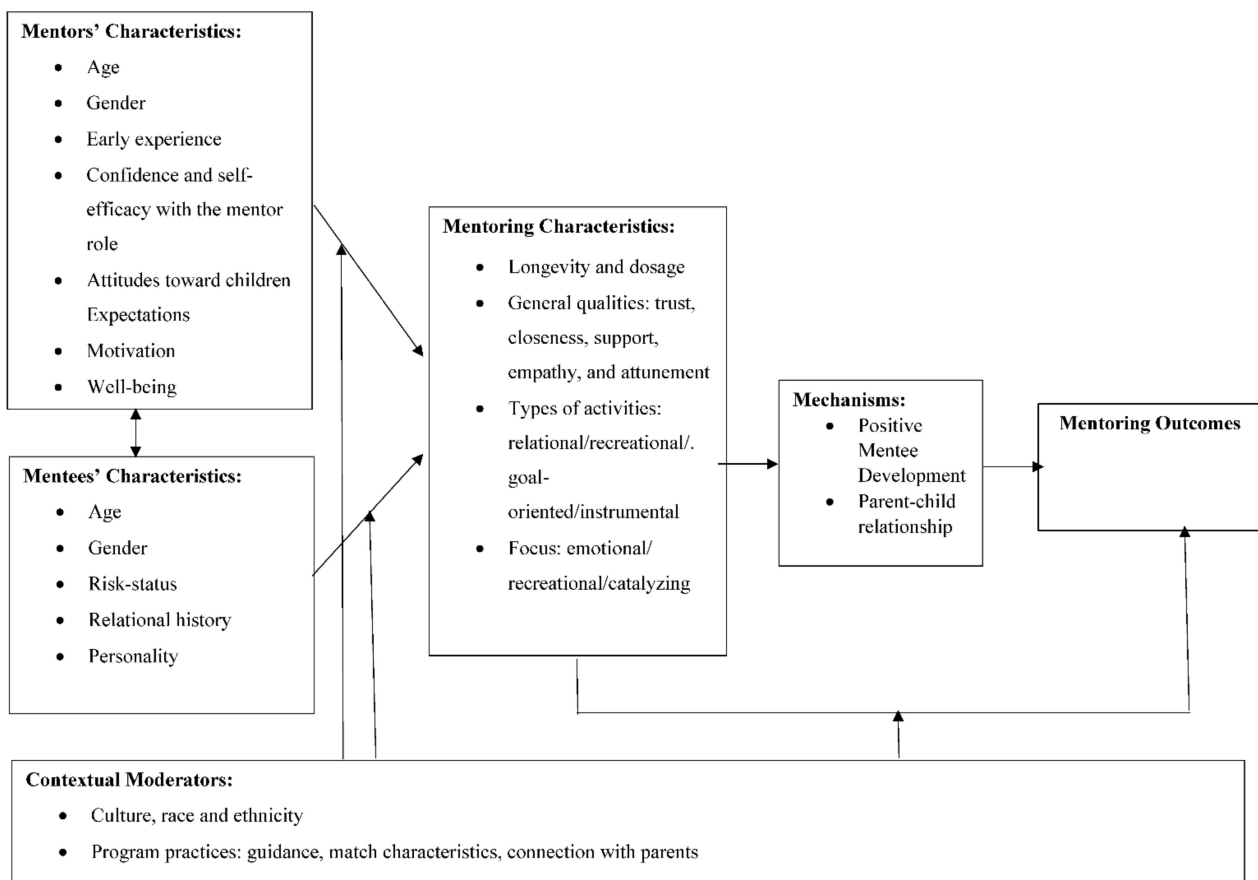 Mentors' Characteristics:
• Age
• Gender
• Early experience
• Confidence and self-
efficacy with the mentor
role
• Attitudes toward children
Expectations
• Motivation
• Well-being
Mentees' Characteristics:
• Age
• Gender
• Risk-status
• Relational history
• Personality
Mentoring Characteristics:
• Longevity and dosage
• General qualities: trust,
closeness, support,
empathy, and attunement
• Types of activities:
relational/recreational/.
goal-
oriented/instrumental
• Focus: emotional/
recreational/catalyzing
Mechanisms:
• Positive
Mentee
Development
• Parent-child
relationship
Mentoring Outcomes
Contextual Moderators:
• Culture, race and ethnicity
• Program practices: guidance, match characteristics, connection with parents